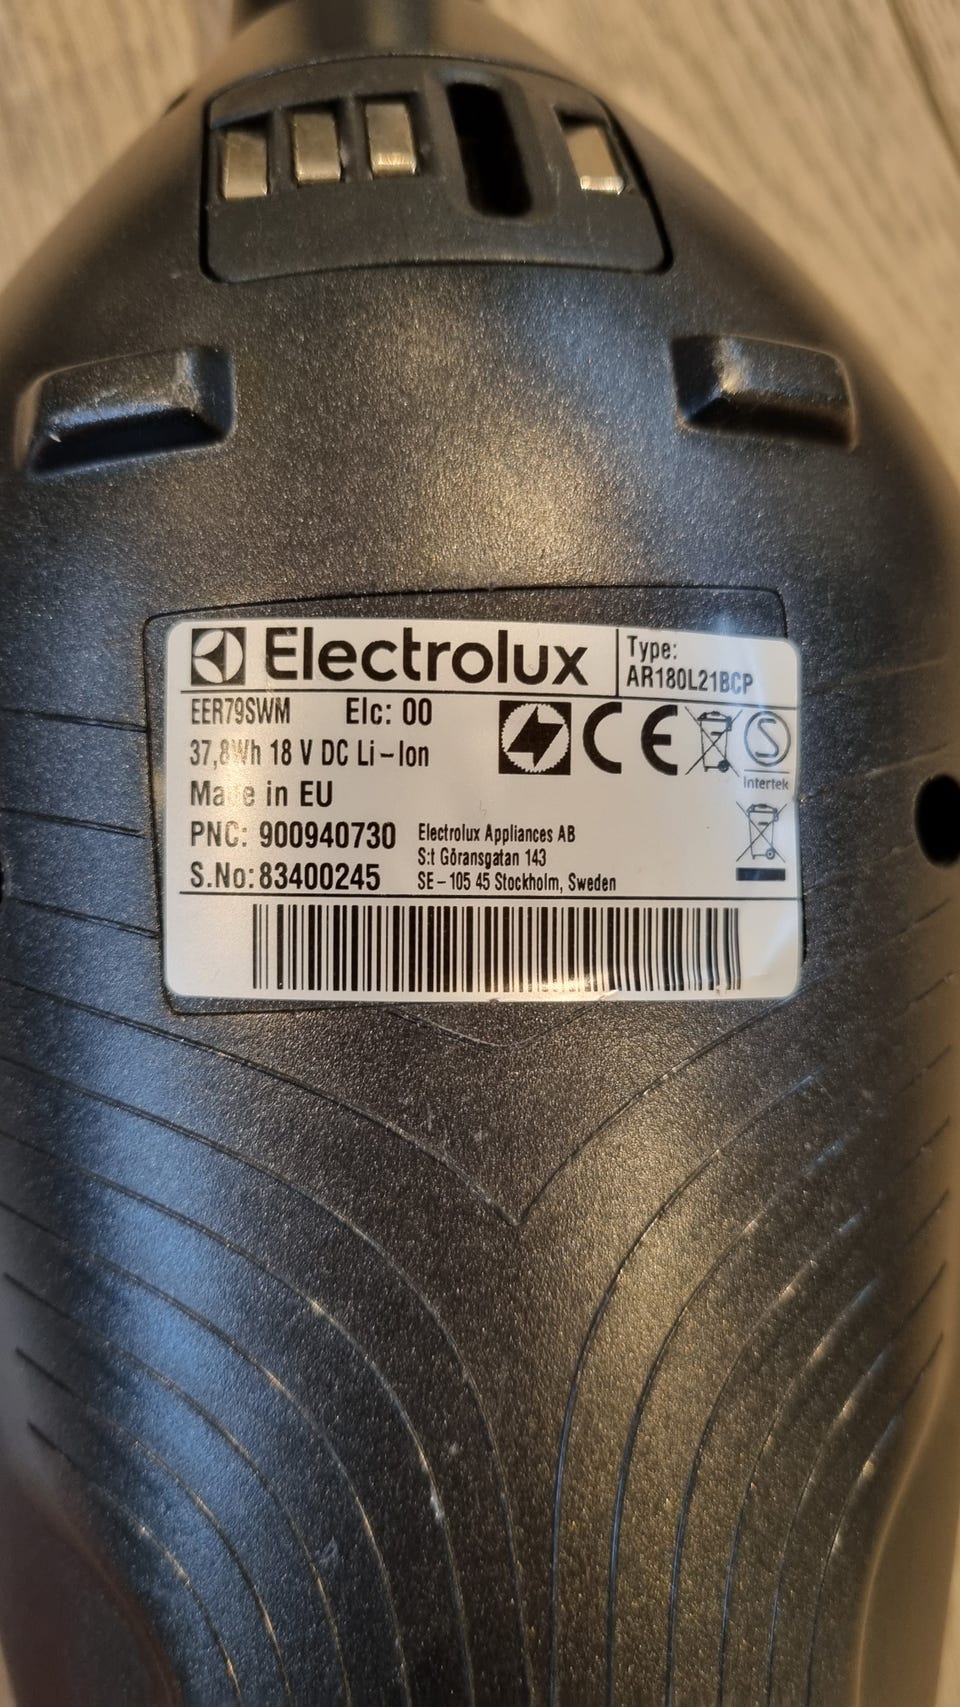 Electrolux
Type:
AR180L21BCP
EER79SWM Elc: 00
37,8Wh 18 V DC Li-Ion
Made in EU
PNC: 900940730
S.No: 83400245
Electrolux Appliances AB
S:t Göransgatan 143
SE-105 45 Stockholm, Sweden
CE
S
Intertek